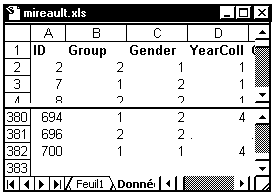 mireault.xls
A B C D
1 ID Group Gender YearColl
2 2 2 1 1
3 7 1 2 1
4 8 2 2 1
380 694 1 2 4
381 696 2 2 .
382 700 1 1 4
383
Feuil1 Donné